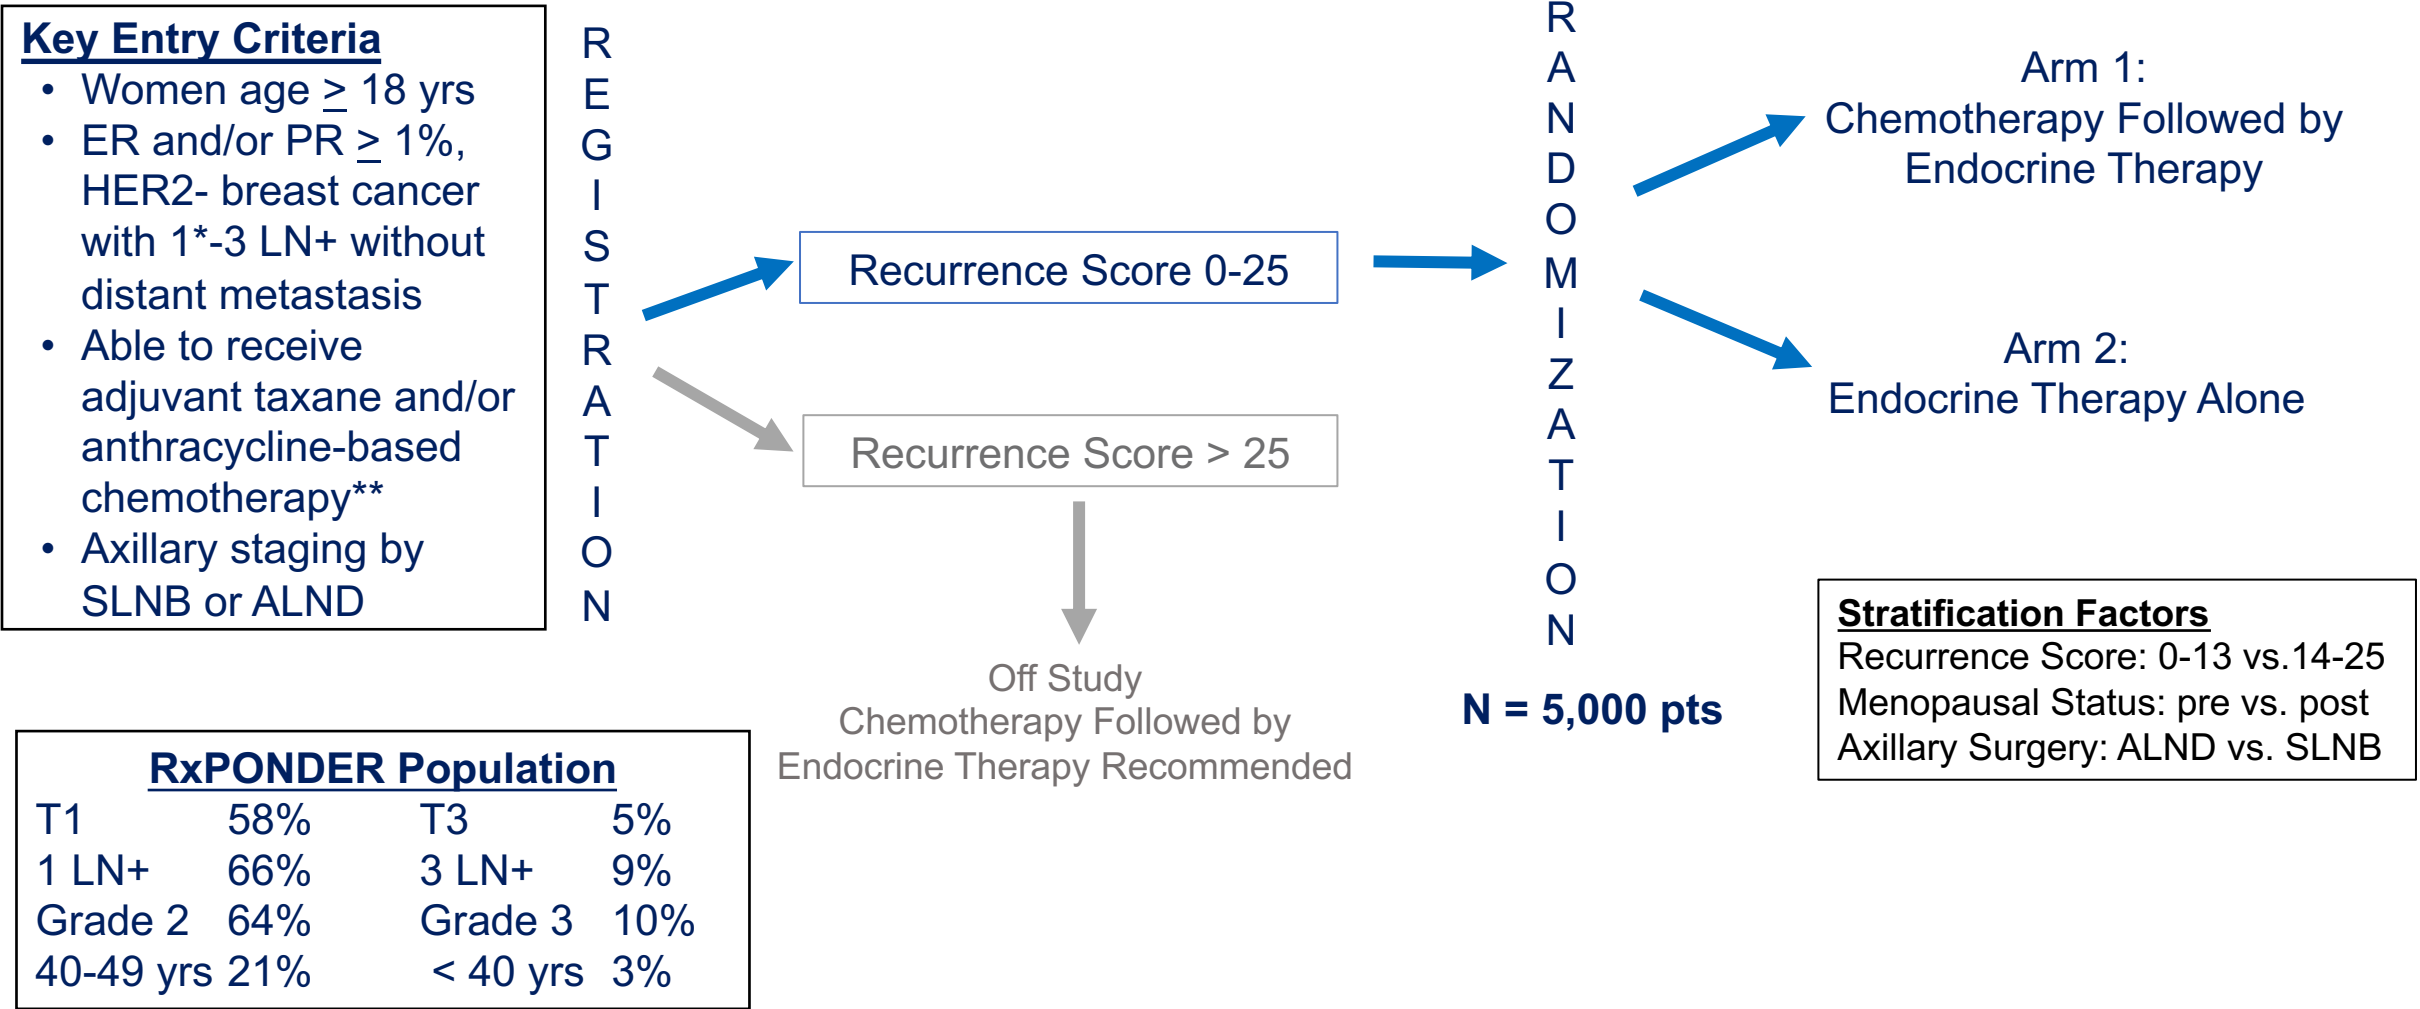 Key Entry Criteria
• Women age ≥ 18 yrs
• ER and/or PR ≥ 1%,
HER2- breast cancer
with 1*-3 LN+ without
distant metastasis
• Able to receive
adjuvant taxane and/or
anthracycline-based
chemotherapy**
• Axillary staging by
SLNB or ALND
REGISTRATION
Recurrence Score 0-25
Recurrence Score > 25
Off Study
Chemotherapy Followed by
Endocrine Therapy Recommended
RANDOMIZATION
N = 5,000 pts
Arm 1:
Chemotherapy Followed by
Endocrine Therapy
Arm 2:
Endocrine Therapy Alone
Stratification Factors
Recurrence Score: 0-13 vs.14-25
Menopausal Status: pre vs. post
Axillary Surgery: ALND vs. SLNB
RxPONDER Population
T1 58% T3 5%
1 LN+ 66% 3 LN+ 9%
Grade 2 64% Grade 3 10%
40-49 yrs 21% < 40 yrs 3%